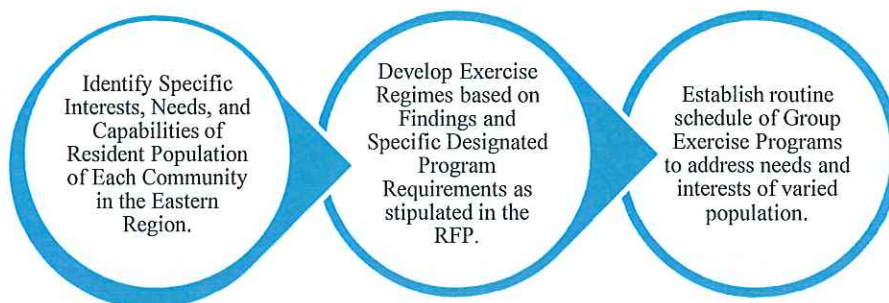 Identify Specific
Interests, Needs, and
Capabilities of
Resident Population
of Each Community
in the Eastern
Region.
Develop Exercise
Regimes based on
Findings and
Specific Designated
Program
Requirements as
stipulated in the
RFP.
Establish routine
schedule of Group
Exercise Programs
to address needs and
interests of varied
population.